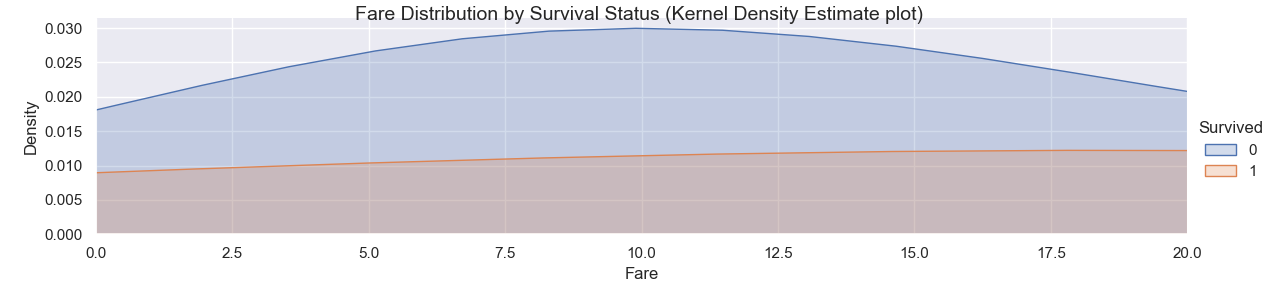 Fare Distribution by Survival Status (Kernel Density Estimate plot)
0.030
0.025
0.020
0.015
0.010
0.005
0.000
Density
0.0 2.5 5.0 7.5 10.0 12.5 15.0 17.5 20.0
Fare
Survived
0
1